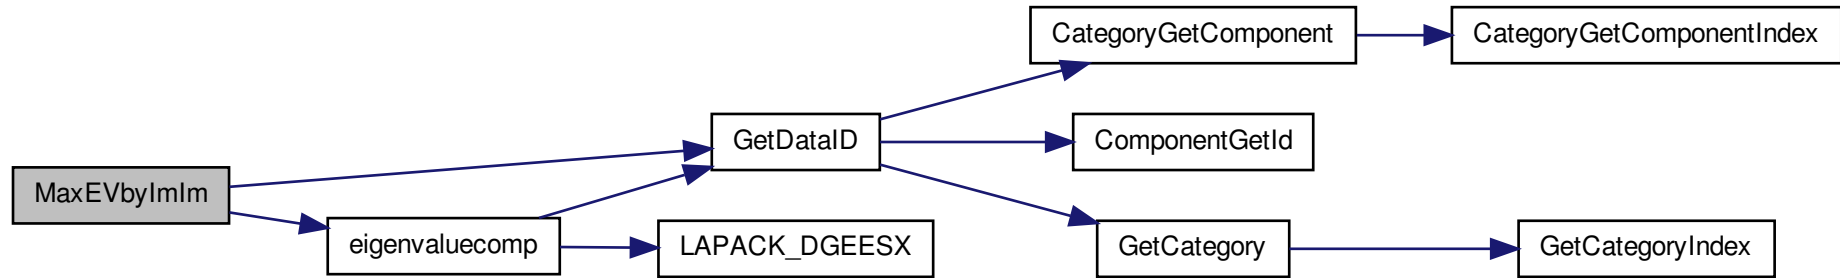 MaxEVbyImIm
eigenvaluecomp
GetDataID
LAPACK_DGEESX
CategoryGetComponent
ComponentGetId
GetCategory
CategoryGetComponentIndex
GetCategoryIndex